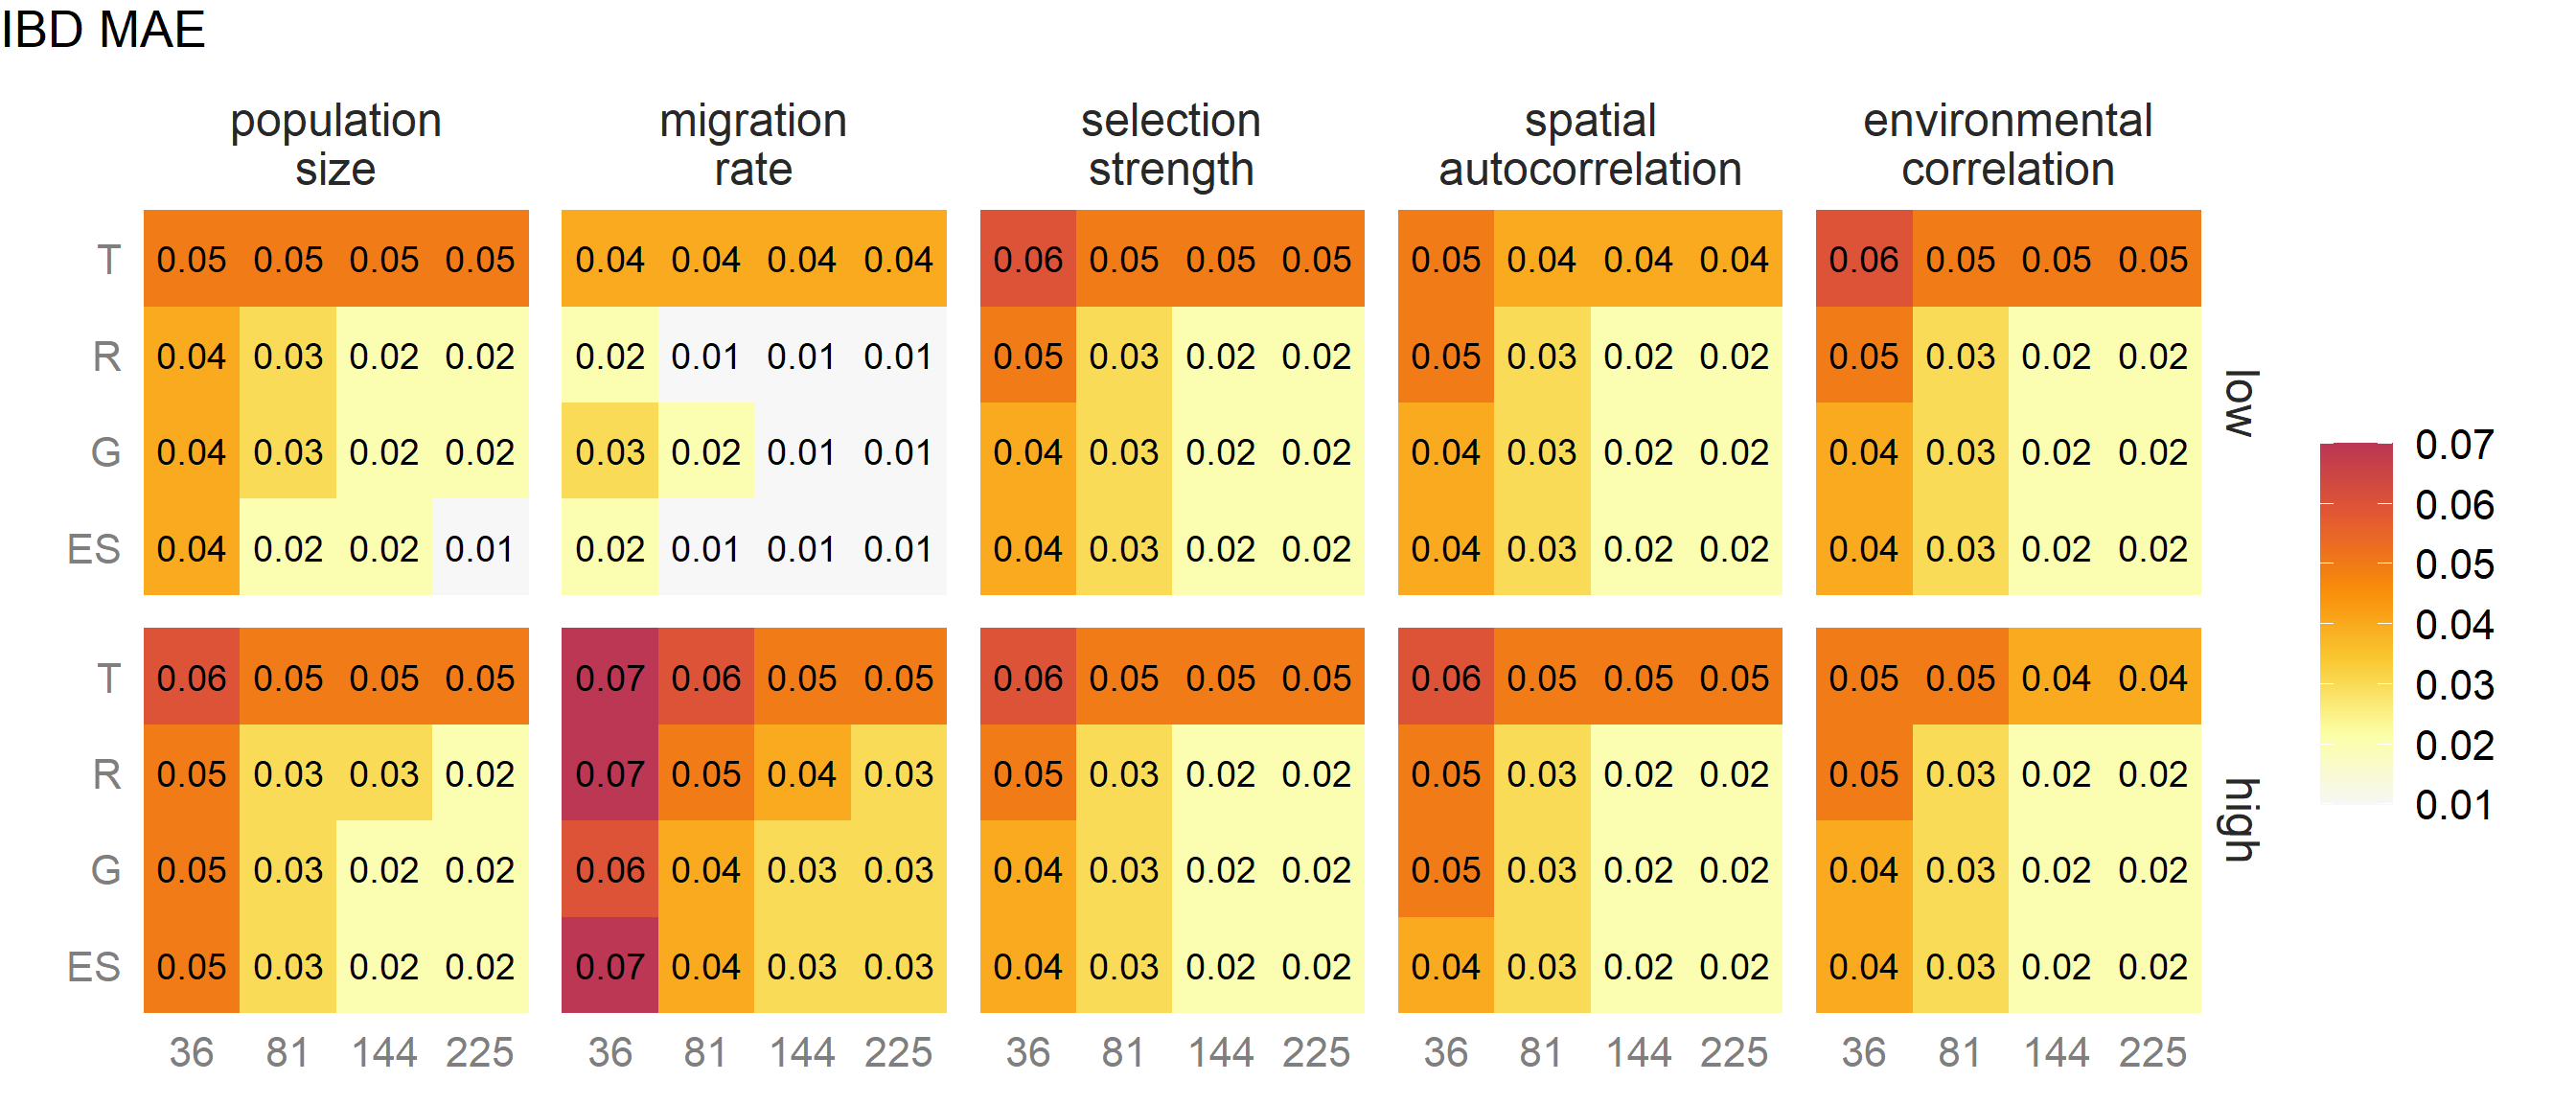 IBD MAE
population migration selection spatial environmental
size rate strength autocorrelation correlation
T 0.05 0.05 0.05 0.05 0.04 0.04 0.04 0.04 0.06 0.05 0.05 0.05 0.05 0.04 0.04 0.04 0.06 0.05 0.05 0.05
R 0.04 0.03 0.02 0.02 0.02 0.01 0.01 0.01 0.05 0.03 0.02 0.02 0.05 0.03 0.02 0.02 0.05 0.03 0.02 0.02
G 0.04 0.03 0.02 0.02 0.03 0.02 0.01 0.01 0.04 0.03 0.02 0.02 0.04 0.03 0.02 0.02 0.04 0.03 0.02 0.02
ES 0.04 0.02 0.02 0.01 0.02 0.01 0.01 0.01 0.04 0.03 0.02 0.02 0.04 0.03 0.02 0.02 0.04 0.03 0.02 0.02
low
T 0.06 0.05 0.05 0.05 0.07 0.06 0.05 0.05 0.06 0.05 0.05 0.05 0.06 0.05 0.05 0.05 0.05 0.05 0.04 0.04
R 0.05 0.03 0.03 0.02 0.07 0.05 0.04 0.03 0.05 0.03 0.02 0.02 0.05 0.03 0.02 0.02 0.05 0.03 0.02 0.02
G 0.05 0.03 0.02 0.02 0.06 0.04 0.03 0.03 0.04 0.03 0.02 0.02 0.05 0.03 0.02 0.02 0.04 0.03 0.02 0.02
ES 0.05 0.03 0.02 0.02 0.07 0.04 0.03 0.03 0.04 0.03 0.02 0.02 0.04 0.03 0.02 0.02 0.04 0.03 0.02 0.02
high
36 81 144 225 36 81 144 225 36 81 144 225 36 81 144 225 36 81 144 225
0.07
0.06
0.05
0.04
0.03
0.02
0.01